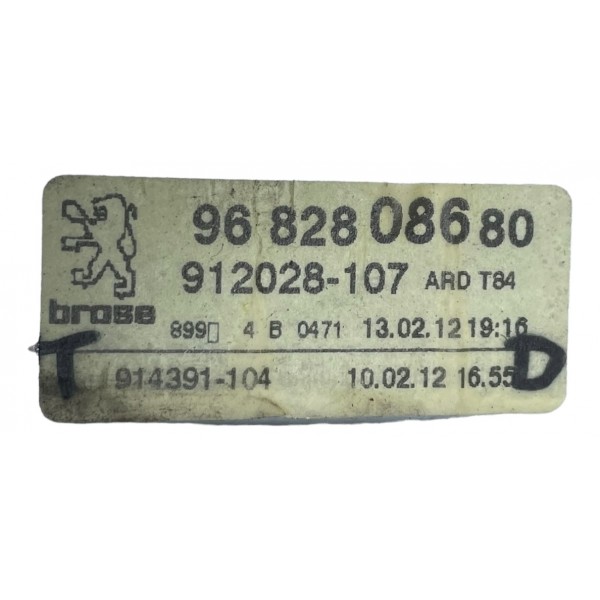 96 828 086 80
912028-107 ARD T84
brose
899▯ 4 B 0471 13.02.12 19:16
T D
914391-104 10.02.12 16.55